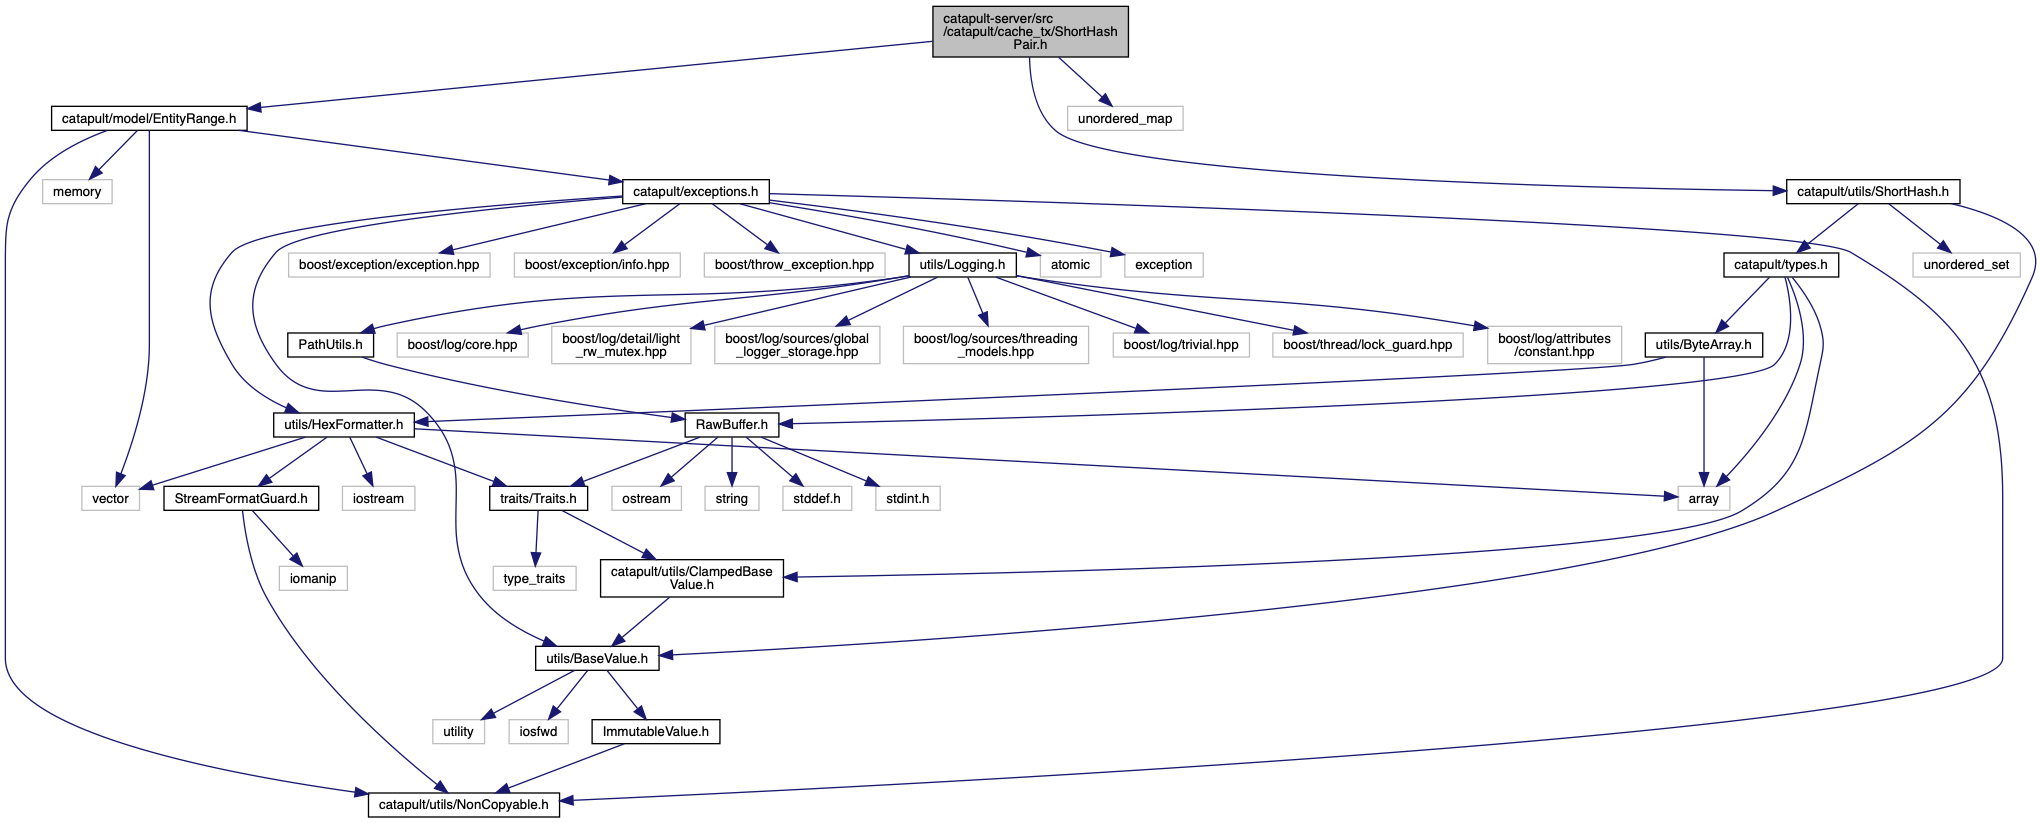 catapult-server/src
/catapult/cache_tx/ShortHash
Pair.h
catapult/model/EntityRange.h
unordered_map
memory
catapult/exceptions.h
catapult/utils/ShortHash.h
boost/exception/exception.hpp
boost/exception/info.hpp
boost/throw_exception.hpp
utils/Logging.h
atomic
exception
catapult/types.h
unordered_set
PathUtils.h
boost/log/core.hpp
boost/log/detail/light
_rw_mutex.hpp
boost/log/sources/global
_logger_storage.hpp
boost/log/sources/threading
_models.hpp
boost/log/trivial.hpp
boost/thread/lock_guard.hpp
boost/log/attributes
/constant.hpp
utils/ByteArray.h
utils/HexFormatter.h
RawBuffer.h
vector
StreamFormatGuard.h
iostream
traits/Traits.h
ostream
string
stddef.h
stdint.h
array
iomanip
type_traits
catapult/utils/ClampedBase
Value.h
utils/BaseValue.h
utility
iosfwd
ImmutableValue.h
catapult/utils/NonCopyable.h